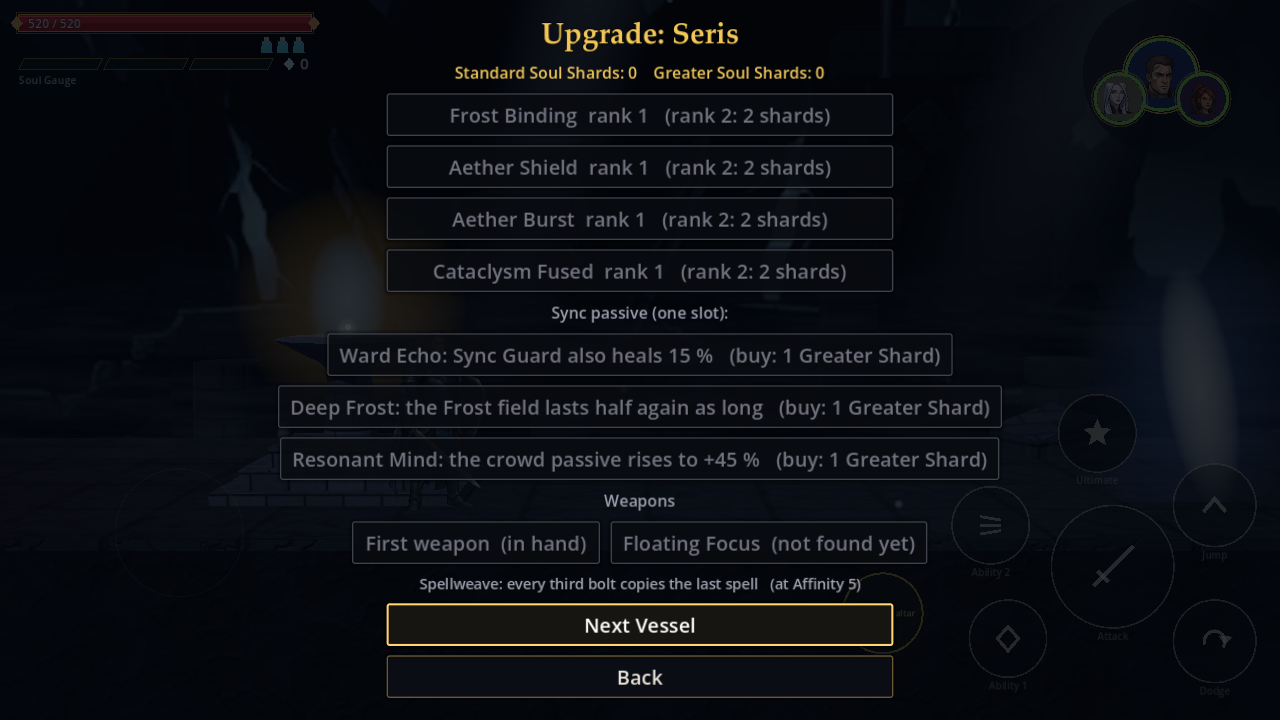 520 / 520
Upgrade: Seris
Standard Soul Shards: 0 Greater Soul Shards: 0
0
Soul Gauge
Frost Binding rank 1 (rank 2: 2 shards)
Aether Shield rank 1 (rank 2: 2 shards)
Aether Burst rank 1 (rank 2: 2 shards)
Cataclysm Fused rank 1 (rank 2: 2 shards)
Sync passive (one slot):
Ward Echo: Sync Guard also heals 15 % (buy: 1 Greater Shard)
Deep Frost: the Frost field lasts half again as long (buy: 1 Greater Shard)
Resonant Mind: the crowd passive rises to +45 % (buy: 1 Greater Shard)
Ultimate
Weapons
First weapon (in hand) Floating Focus (not found yet)
Jump
Ability 2
Spellweave: every third bolt copies the last spell (at Affinity 5)
altar
Next Vessel
Attack
Back
Ability 1
Dodge